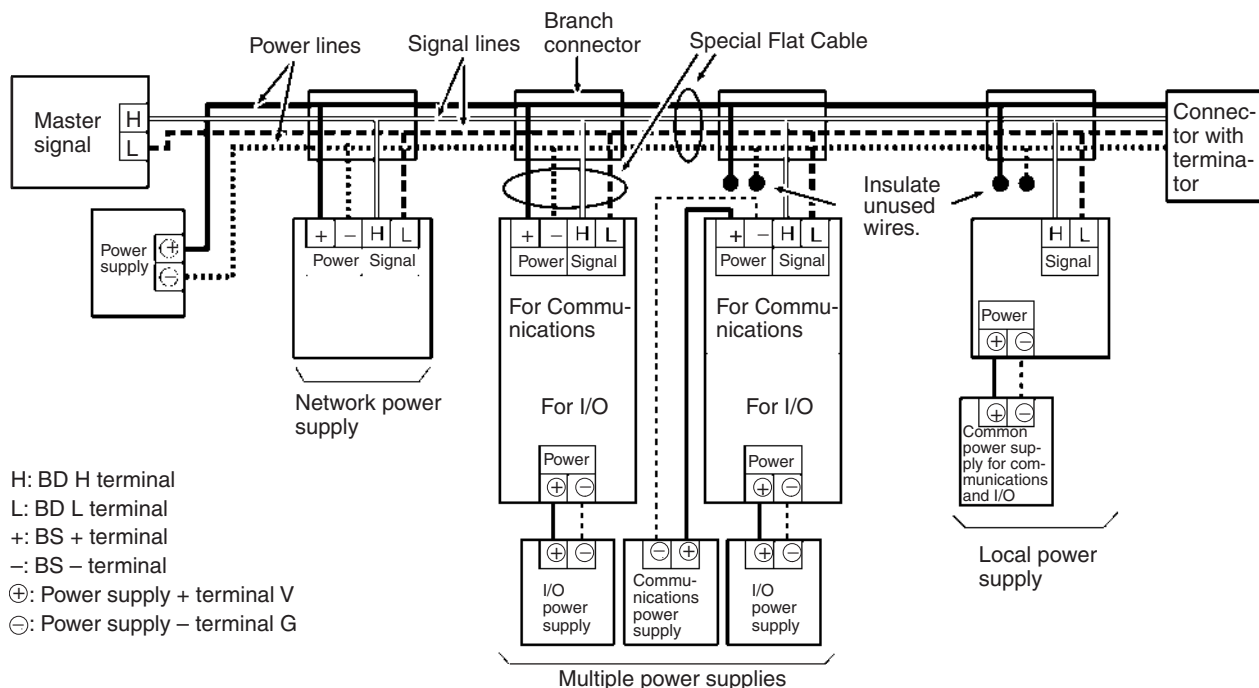 Branch
connector
Power lines
Signal lines
Special Flat Cable
Master
signal
H
L
Connec-
tor with
termina-
tor
Insulate
unused
wires.
Power
supply
+
−
+ − H L
Power Signal
+ − H L
Power Signal
+ − H L
Power Signal
H L
Signal
For Commu-
nications
For Commu-
nications
Power
+ −
Network power
supply
For I/O
For I/O
+ −
Common
power sup-
ply for com-
munications
and I/O
Power
+ −
Power
+ −
H: BD H terminal
L: BD L terminal
+: BS + terminal
–: BS – terminal
⊕: Power supply + terminal V
⊖: Power supply – terminal G
+ −
I/O
power
supply
− +
Commu-
nications
power
supply
+ −
I/O
power
supply
Local power
supply
Multiple power supplies